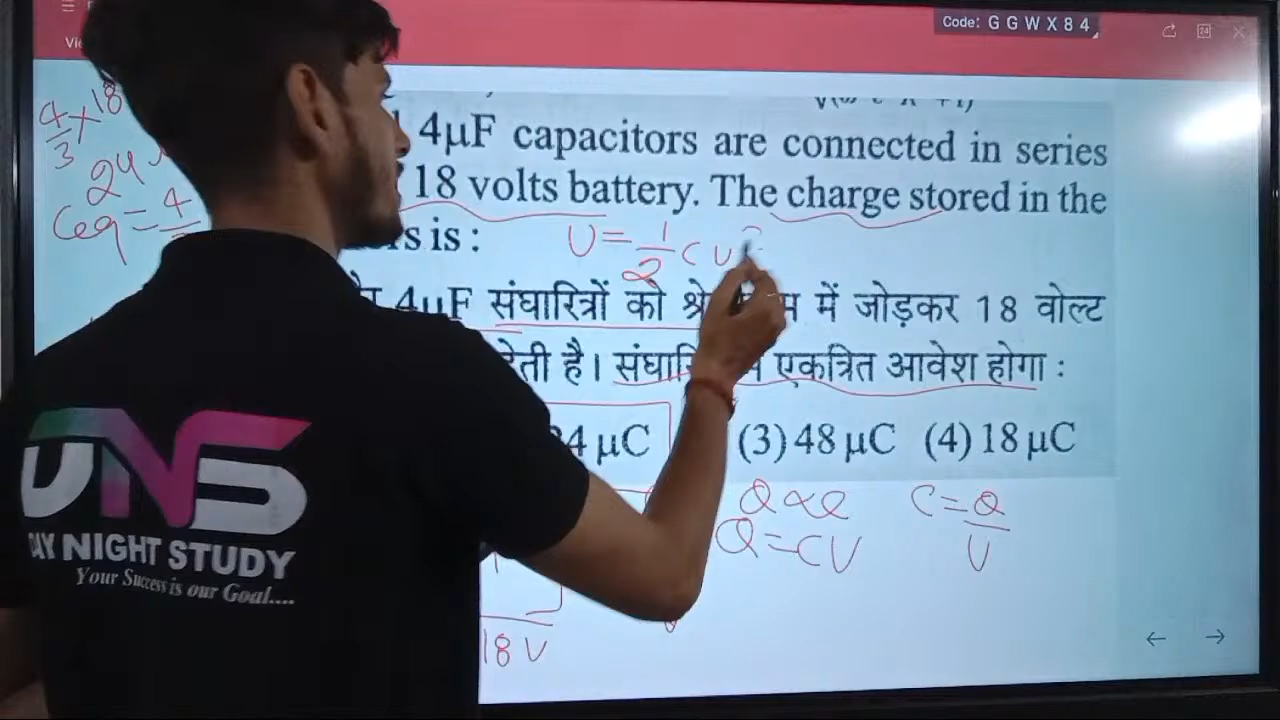 Code: G G W X 8 4
4μF capacitors are connected in series
18 volts battery. The charge stored in the
is :
U = 1/2 C V
4μF संघारित्रों को में जोड़कर 18 वोल्ट
है। एकत्रित आवेश होगा :
4 μC (3) 48 μC (4) 18 μC
4/3 × 18
24
Ceq = 4
Q = CV
C = Q/V
18 V
DNS
DAY NIGHT STUDY
Your Success is our Goal....